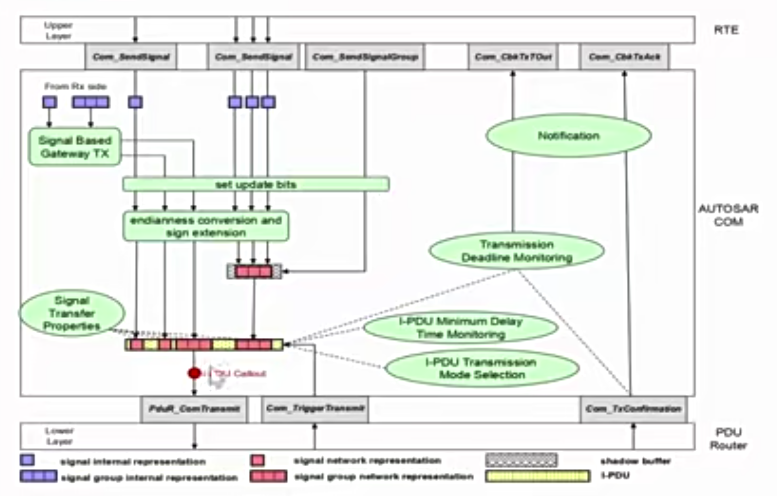 Upper
Layer
RTE
Com_SendSignal
Com_SendSignal
Com_SendSignalGroup
Com_CbkTxTOut
Com_CbkTxAck
From Rx side
Signal Based
Gateway TX
Notification
set update bits
AUTOSAR
COM
endianness conversion and
sign extension
Transmission
Deadline Monitoring
Signal
Transfer
Properties
I-PDU Minimum Delay
Time Monitoring
I-PDU Transmission
Mode Selection
Callout
PduR_ComTransmit
Com_TriggerTransmit
Com_TxConfirmation
Lower
Layer
PDU
Router
signal internal representation
signal network representation
shadow buffer
signal group internal representation
signal group network representation
I-PDU